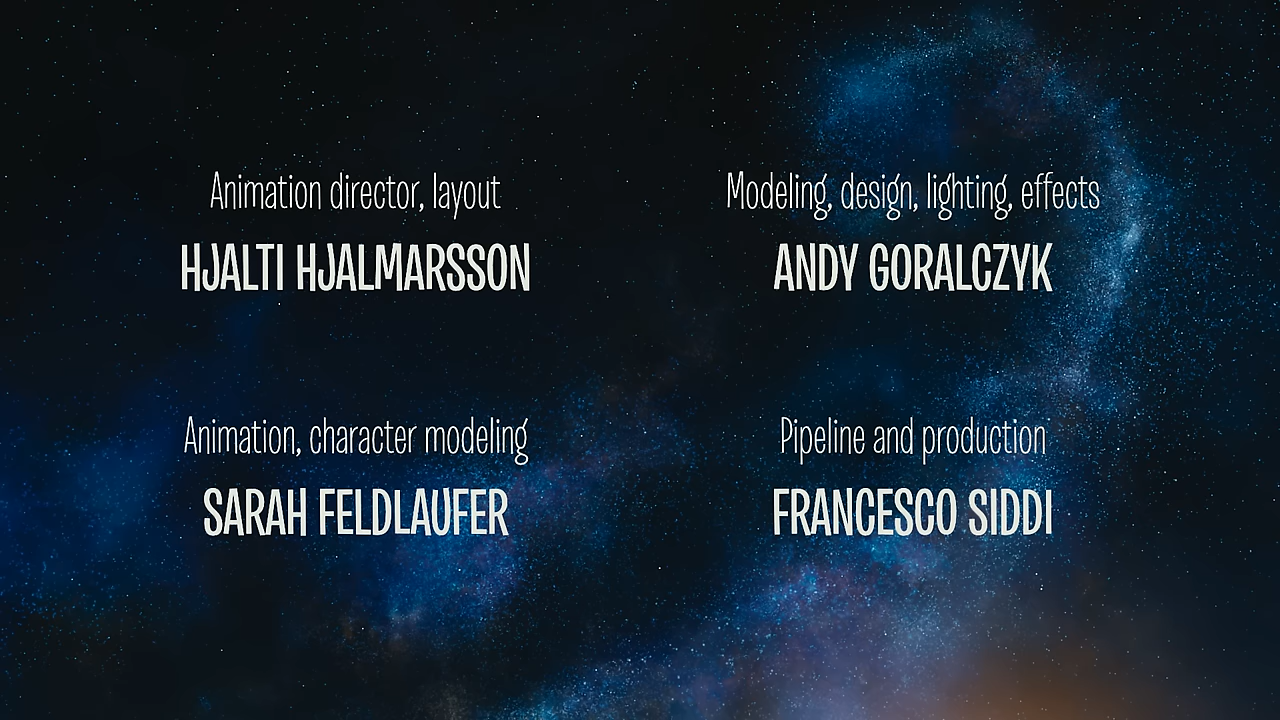 Animation director, layout
HJALTI HJALMARSSON
Modeling, design, lighting, effects
ANDY GORALCZYK
Animation, character modeling
SARAH FELDLAUFER
Pipeline and production
FRANCESCO SIDDI